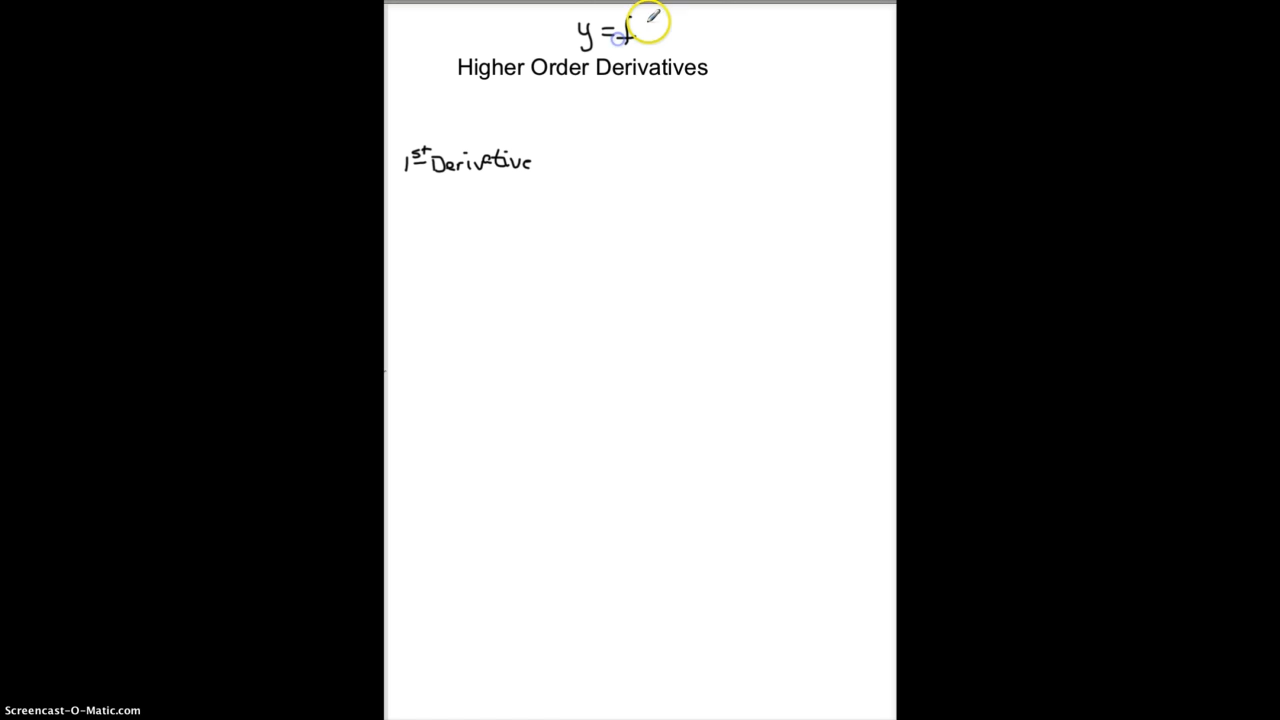 y = f
Higher Order Derivatives
1st Derivative
Screencast-O-Matic.com